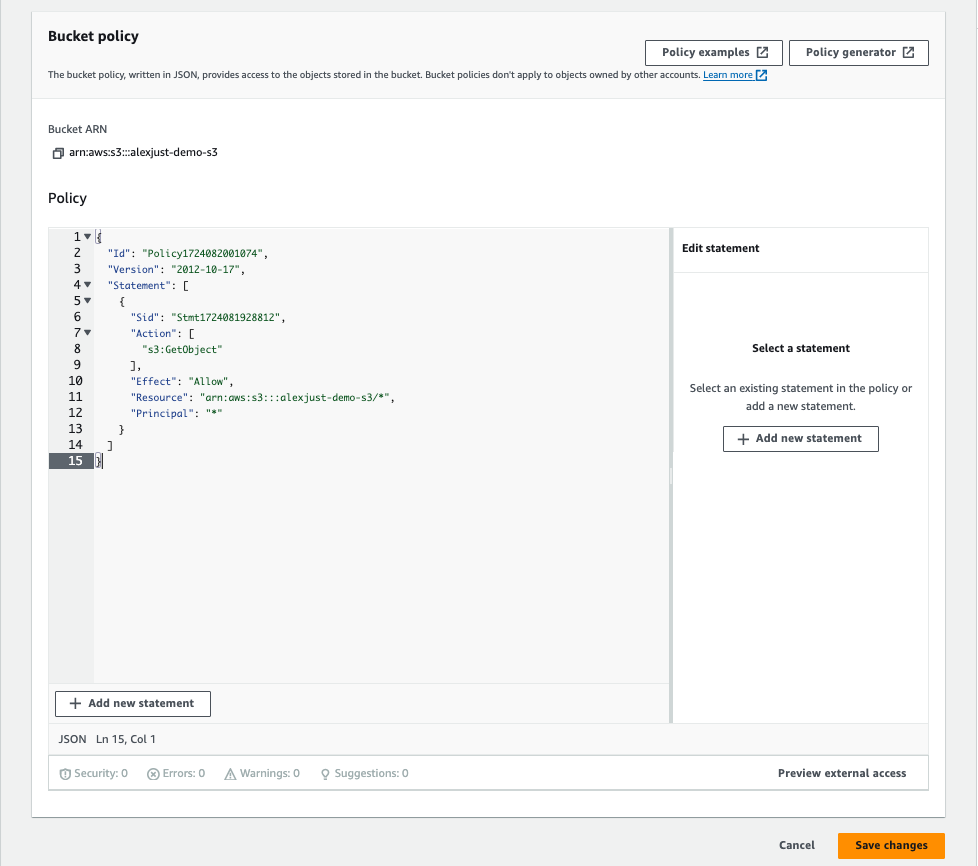 Bucket policy
Policy examples
Policy generator
The bucket policy, written in JSON, provides access to the objects stored in the bucket. Bucket policies don't apply to objects owned by other accounts. Learn more
Bucket ARN
arn:aws:s3:::alexjust-demo-s3
Policy
1 {
2 "Id": "Policy1724082001074",
3 "Version": "2012-10-17",
4 "Statement": [
5 {
6 "Sid": "Stmt1724081928812",
7 "Action": [
8 "s3:GetObject"
9 ],
10 "Effect": "Allow",
11 "Resource": "arn:aws:s3:::alexjust-demo-s3/*",
12 "Principal": "*"
13 }
14 ]
15 }
Edit statement
Select a statement
Select an existing statement in the policy or
add a new statement.
+ Add new statement
+ Add new statement
JSON Ln 15, Col 1
Security: 0 Errors: 0 Warnings: 0 Suggestions: 0
Preview external access
Cancel
Save changes